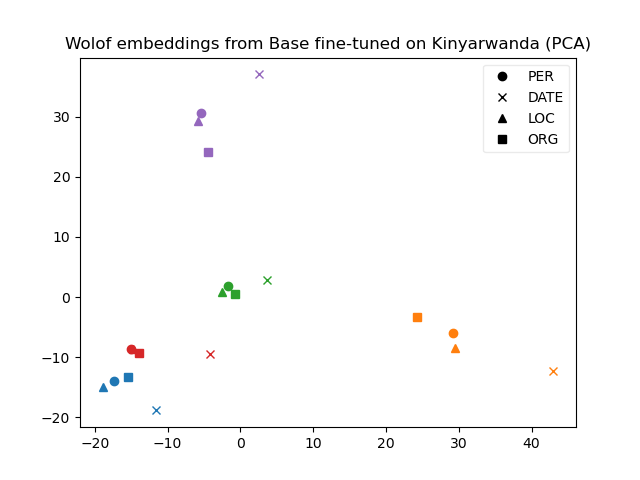 Wolof embeddings from Base fine-tuned on Kinyarwanda (PCA)
PER
DATE
LOC
ORG
30
20
10
0
−10
−20
−20 −10 0 10 20 30 40